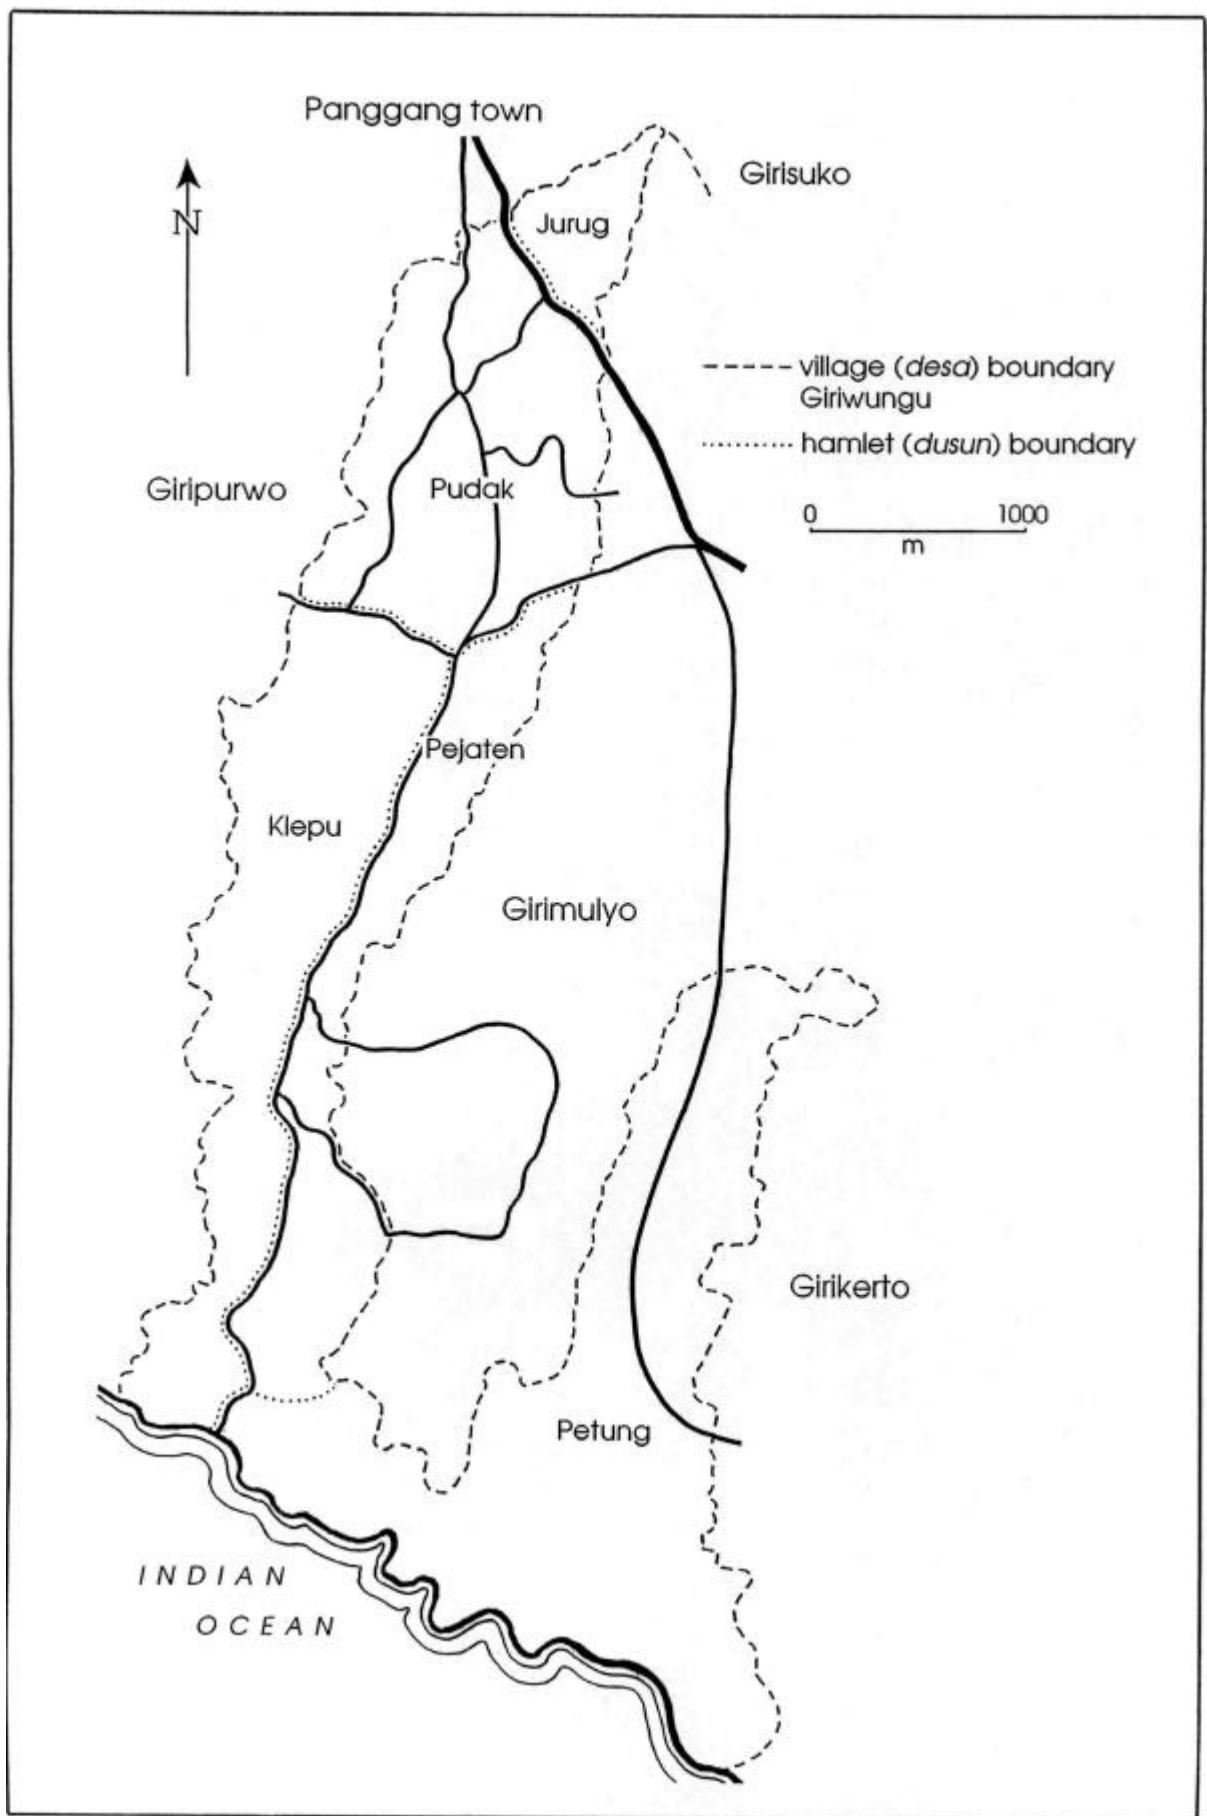 Panggang town
Girisuko
N
Jurug
village (desa) boundary
Giriwungu
hamlet (dusun) boundary
Giripurwo
Pudak
0 1000
m
Pejaten
Klepu
Girimulyo
Girikerto
Petung
INDIAN
OCEAN